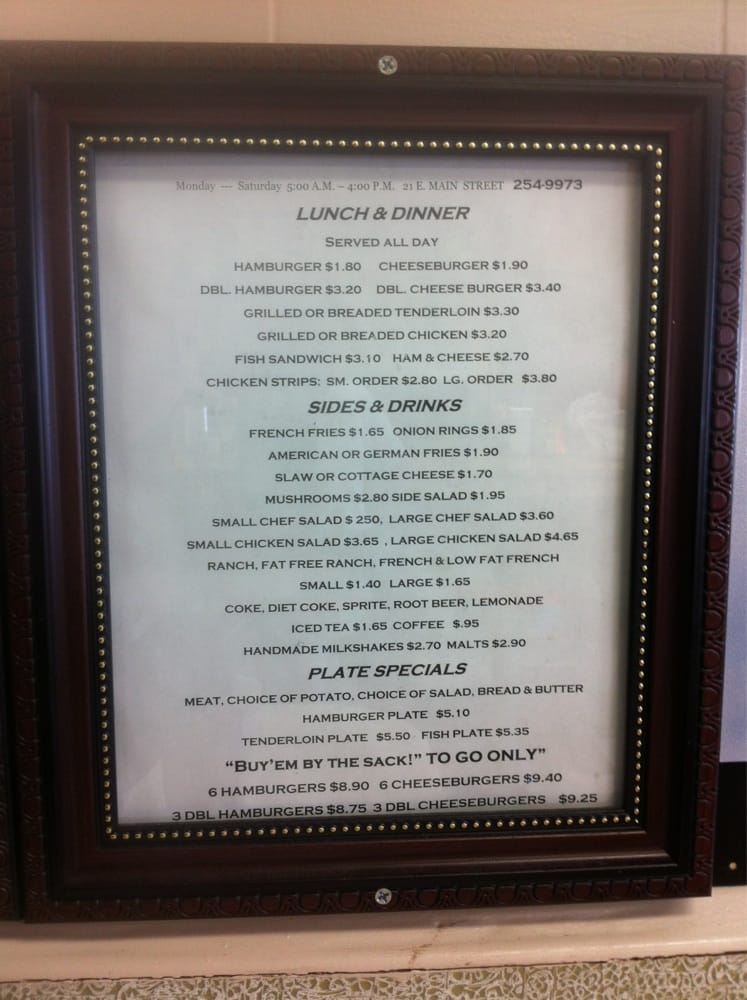 Monday --- Saturday 5:00 A.M. – 4:00 P.M. 21 E. MAIN STREET 254-9973
LUNCH & DINNER
SERVED ALL DAY
HAMBURGER $1.80 CHEESEBURGER $1.90
DBL. HAMBURGER $3.20 DBL. CHEESE BURGER $3.40
GRILLED OR BREADED TENDERLOIN $3.30
GRILLED OR BREADED CHICKEN $3.20
FISH SANDWICH $3.10 HAM & CHEESE $2.70
CHICKEN STRIPS: SM. ORDER $2.80 LG. ORDER $3.80
SIDES & DRINKS
FRENCH FRIES $1.65 ONION RINGS $1.85
AMERICAN OR GERMAN FRIES $1.90
SLAW OR COTTAGE CHEESE $1.70
MUSHROOMS $2.80 SIDE SALAD $1.95
SMALL CHEF SALAD $ 250, LARGE CHEF SALAD $3.60
SMALL CHICKEN SALAD $3.65 , LARGE CHICKEN SALAD $4.65
RANCH, FAT FREE RANCH, FRENCH & LOW FAT FRENCH
SMALL $1.40 LARGE $1.65
COKE, DIET COKE, SPRITE, ROOT BEER, LEMONADE
ICED TEA $1.65 COFFEE $.95
HANDMADE MILKSHAKES $2.70 MALTS $2.90
PLATE SPECIALS
MEAT, CHOICE OF POTATO, CHOICE OF SALAD, BREAD & BUTTER
HAMBURGER PLATE $5.10
TENDERLOIN PLATE $5.50 FISH PLATE $5.35
“BUY'EM BY THE SACK!” TO GO ONLY”
6 HAMBURGERS $8.90 6 CHEESEBURGERS $9.40
3 DBL HAMBURGERS $8.75 3 DBL CHEESEBURGERS $9.25